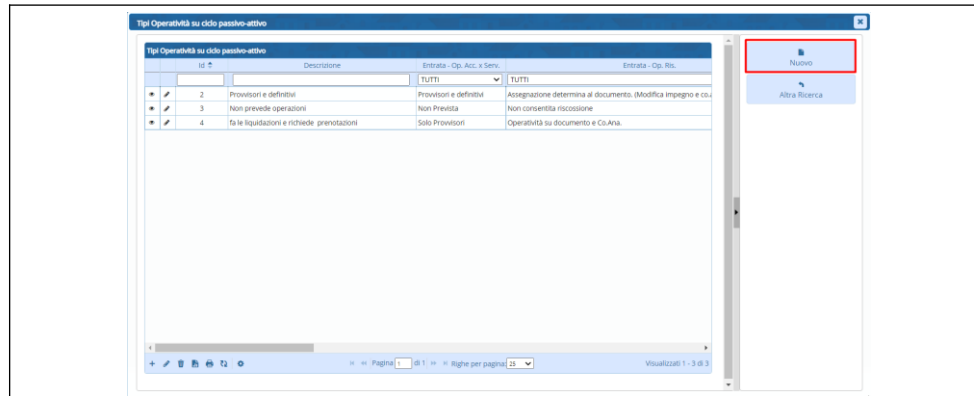 Tipi Operatività su ciclo passivo-attivo
Tipi Operatività su ciclo passivo-attivo
Id Descrizione Entrata - Op. Acc. x Serv. Entrata - Op. Ris.
TUTTI TUTTI
2 Provvisori e definitivi Provvisori e definitivi Assegnazione determina al documento. (Modifica impegno e co.
3 Non prevede operazioni Non Prevista Non consentita riscossione
4 fa le liquidazioni e richiede prenotazioni Solo Provvisori Operatività su documento e Co.Ana.
Pagina 1 di 1 Righe per pagina: 25 Visualizzati 1 - 3 di 3
Nuovo
Altra Ricerca